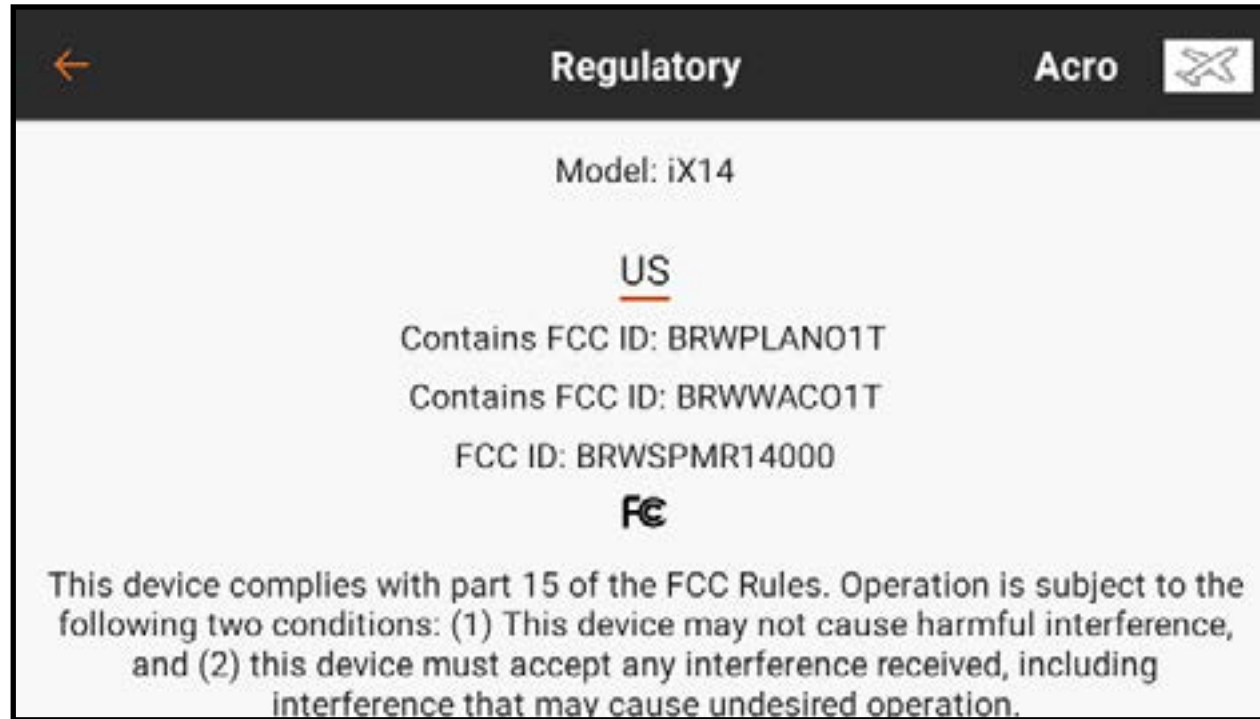 Regulatory
Acro
Model: iX14
US
Contains FCC ID: BRWPLANO1T
Contains FCC ID: BRWWACO1T
FCC ID: BRWSPMR14000
FC
This device complies with part 15 of the FCC Rules. Operation is subject to the
following two conditions: (1) This device may not cause harmful interference,
and (2) this device must accept any interference received, including
interference that may cause undesired operation.